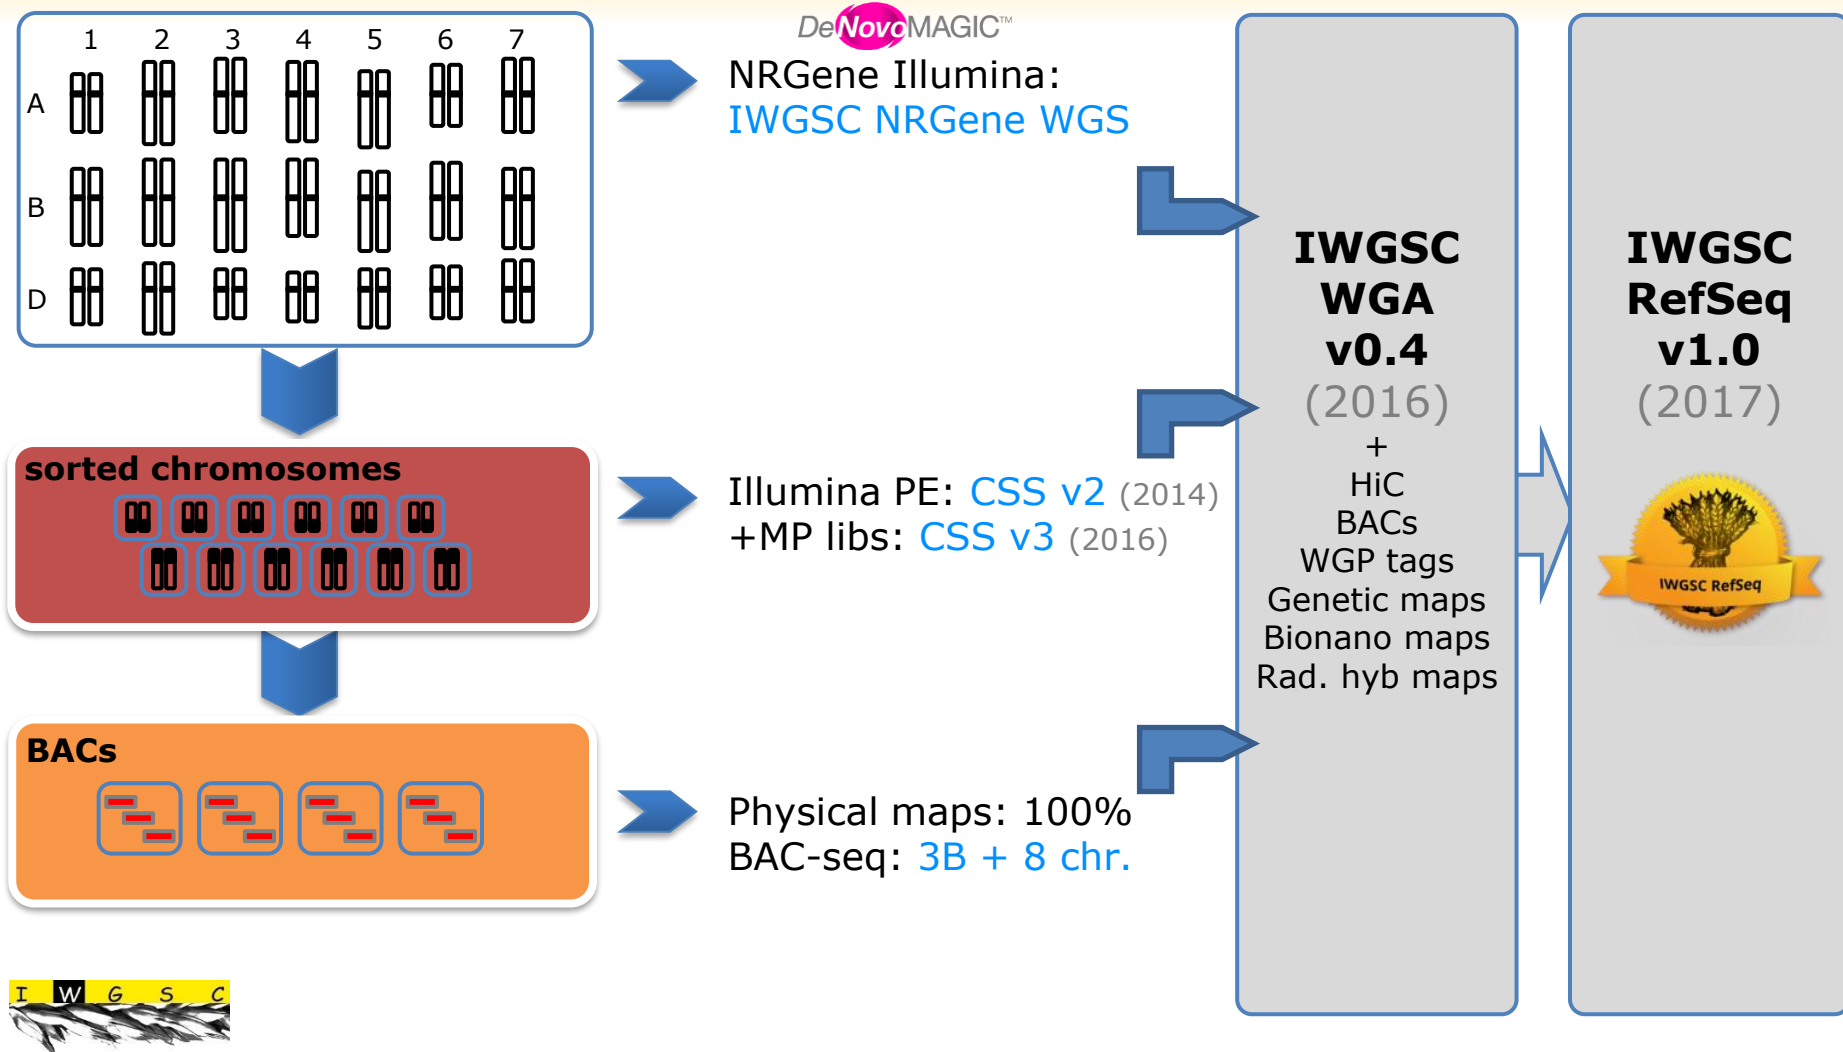 1 2 3 4 5 6 7
A
B
D
DeNovoMAGIC™
NRGene Illumina:
IWGSC NRGene WGS
sorted chromosomes
Illumina PE: CSS v2 (2014)
+MP libs: CSS v3 (2016)
BACs
Physical maps: 100%
BAC-seq: 3B + 8 chr.
IWGSC
WGA
v0.4
(2016)
+
HiC
BACs
WGP tags
Genetic maps
Bionano maps
Rad. hyb maps
IWGSC
RefSeq
v1.0
(2017)
IWGSC RefSeq
I W G S C